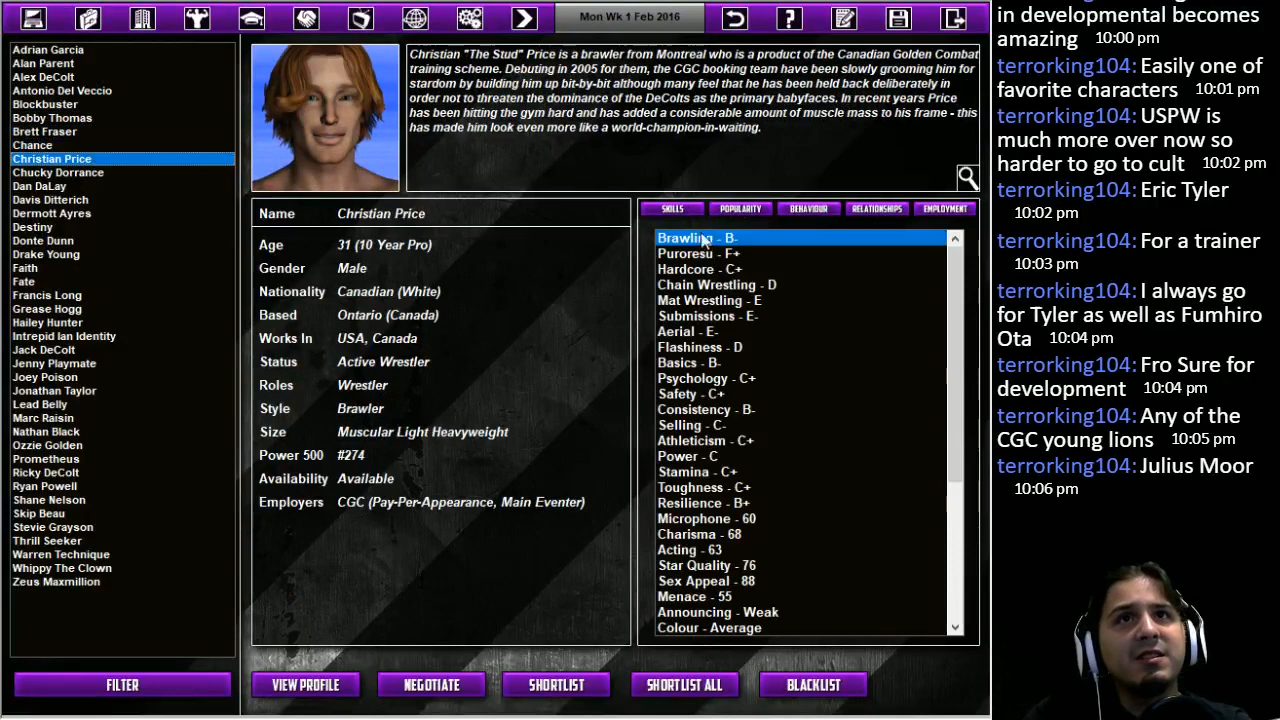 Mon Wk 1 Feb 2016
Adrian Garcia
Alan Parent
Alex DeColt
Antonio Del Veccio
Blockbuster
Bobby Thomas
Brett Fraser
Chance
Christian Price
Chucky Dorrance
Dan DaLay
Davis Ditterich
Dermott Ayres
Destiny
Donte Dunn
Drake Young
Faith
Fate
Francis Long
Grease Hogg
Hailey Hunter
Intrepid Ian Identity
Jack DeColt
Jenny Playmate
Joey Poison
Jonathan Taylor
Lead Belly
Marc Raisin
Nathan Black
Ozzie Golden
Prometheus
Ricky DeColt
Ryan Powell
Shane Nelson
Skip Beau
Stevie Grayson
Thrill Seeker
Warren Technique
Whippy The Clown
Zeus Maxmillion
FILTER
Christian "The Stud" Price is a brawler from Montreal who is a product of the Canadian Golden Combat
training scheme. Debuting in 2005 for them, the CGC booking team have been slowly grooming him for
stardom by building him up bit-by-bit although many feel that he has been held back deliberately in
order not to threaten the dominance of the DeColts as the primary babyfaces. In recent years Price
has been hitting the gym hard and has added a considerable amount of muscle mass to his frame - this
has made him look even more like a world-champion-in-waiting.
Name Christian Price
Age 31 (10 Year Pro)
Gender Male
Nationality Canadian (White)
Based Ontario (Canada)
Works In USA, Canada
Status Active Wrestler
Roles Wrestler
Style Brawler
Size Muscular Light Heavyweight
Power 500 #274
Availability Available
Employers CGC (Pay-Per-Appearance, Main Eventer)
SKILLS POPULARITY BEHAVIOUR RELATIONSHIPS EMPLOYMENT
Brawling - B-
Puroresu - F+
Hardcore - C+
Chain Wrestling - D
Mat Wrestling - E
Submissions - E-
Aerial - E-
Flashiness - D
Basics - B-
Psychology - C+
Safety - C+
Consistency - B-
Selling - C-
Athleticism - C+
Power - C
Stamina - C+
Toughness - C+
Resilience - B+
Microphone - 60
Charisma - 68
Acting - 63
Star Quality - 76
Sex Appeal - 88
Menace - 55
Announcing - Weak
Colour - Average
VIEW PROFILE NEGOTIATE SHORTLIST SHORTLIST ALL BLACKLIST
in developmental becomes
amazing 10:00 pm
terrorking104: Easily one of
favorite characters 10:01 pm
terrorking104: USPW is
much more over now so
harder to go to cult 10:02 pm
terrorking104: Eric Tyler
10:02 pm
terrorking104: For a trainer
10:03 pm
terrorking104: I always go
for Tyler as well as Fumhiro
Ota 10:04 pm
terrorking104: Fro Sure for
development 10:04 pm
terrorking104: Any of the
CGC young lions 10:05 pm
terrorking104: Julius Moor
10:06 pm